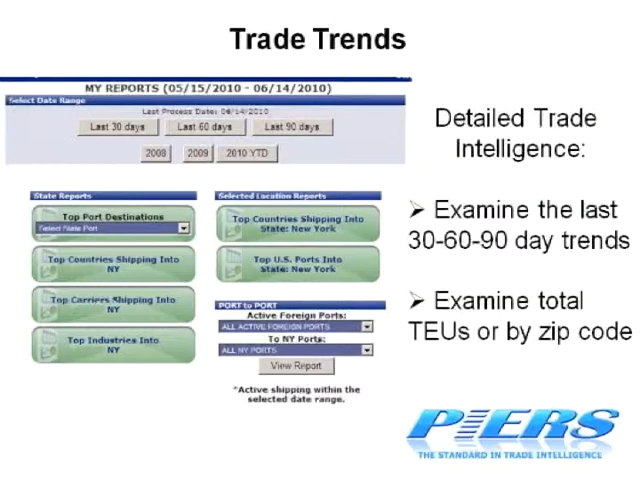 Trade Trends
MY REPORTS (05/15/2010 - 06/14/2010)
Select Date Range
Last Process Date: 06/14/2010
Last 30 days
Last 60 days
Last 90 days
2008
2009
2010 YTD
State Reports
Top Port Destinations
Select State Port
Top Countries Shipping Into
NY
Top Carriers Shipping Into
NY
Top Industries Into
NY
Selected Location Reports
Top Countries Shipping Into
State: New York
Top U.S. Ports Into
State: New York
PORT to PORT
Active Foreign Ports:
ALL ACTIVE FOREIGN PORTS
To NY Ports:
ALL NY PORTS
View Report
*Active shipping within the
selected date range.
Detailed Trade
Intelligence:
➢ Examine the last
30-60-90 day trends
➢ Examine total
TEUs or by zip code
PIERS
THE STANDARD IN TRADE INTELLIGENCE